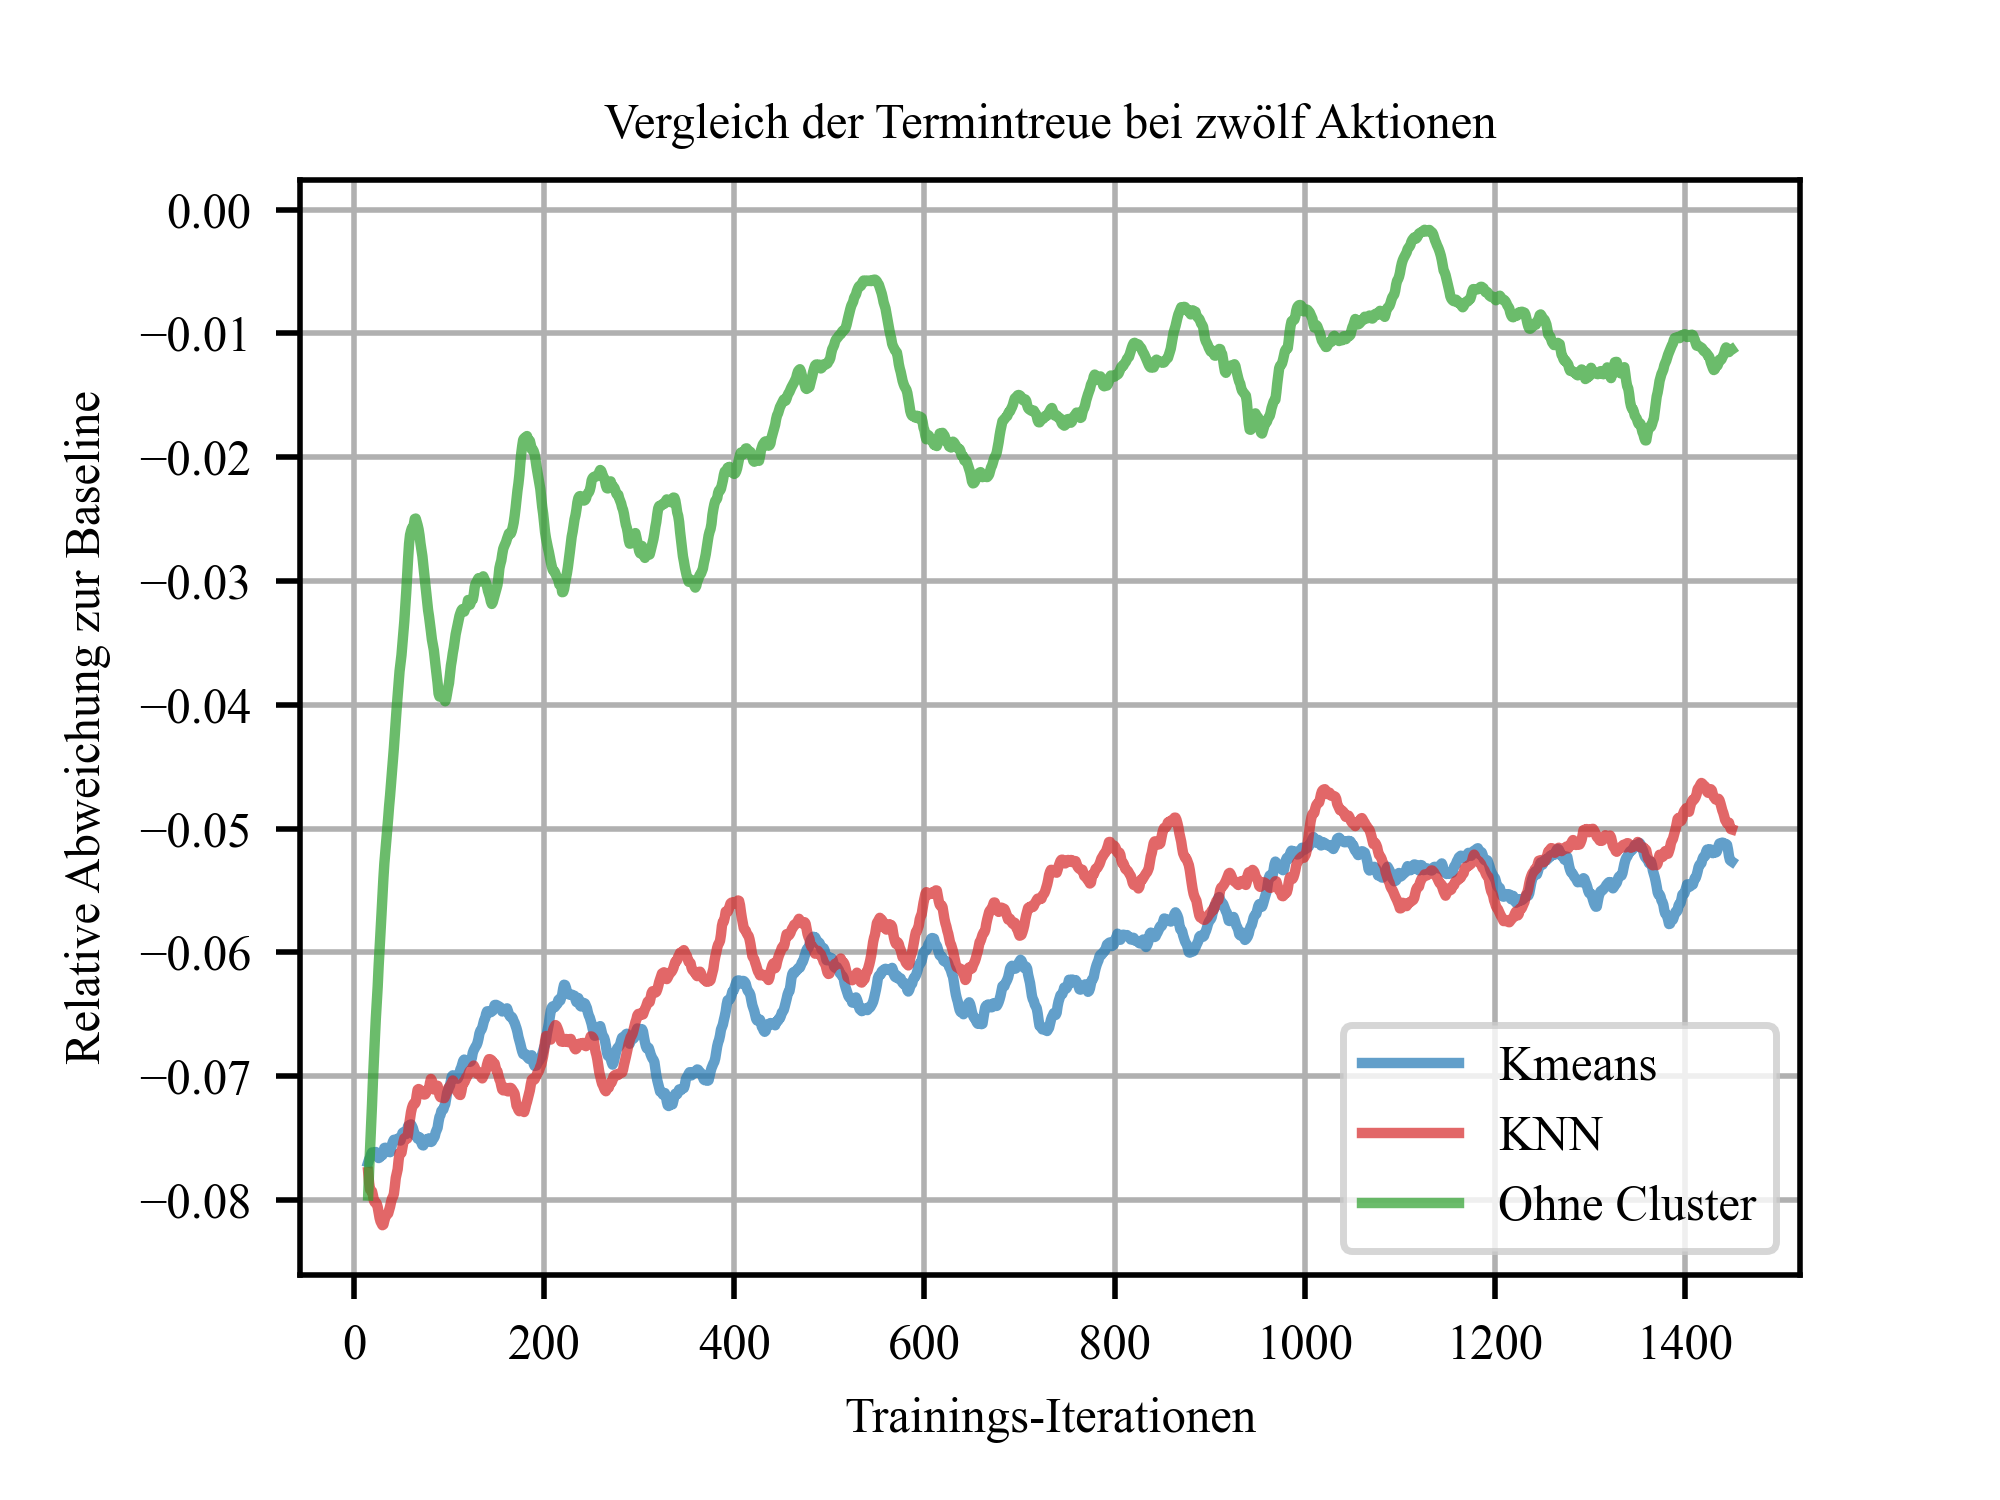 Vergleich der Termintreue bei zwölf Aktionen
Relative Abweichung zur Baseline
0.00
−0.01
−0.02
−0.03
−0.04
−0.05
−0.06
−0.07
−0.08
Kmeans
KNN
Ohne Cluster
0 200 400 600 800 1000 1200 1400
Trainings-Iterationen